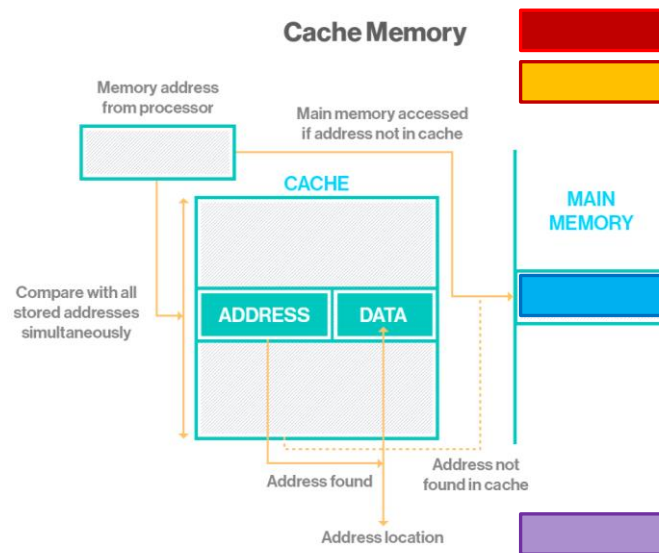 Cache Memory
Memory address
from processor
Main memory accessed
if address not in cache
CACHE
MAIN
MEMORY
Compare with all
stored addresses
simultaneously
ADDRESS
DATA
Address found
Address not
found in cache
Address location